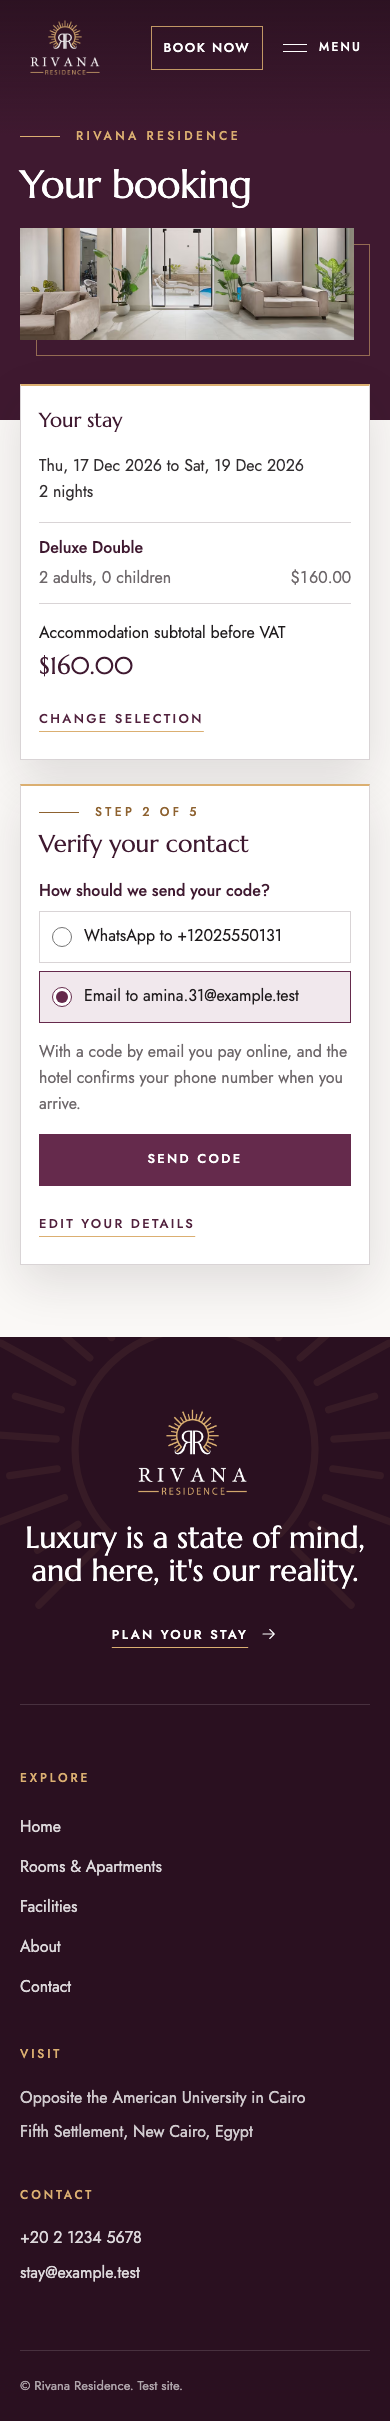 RIVANA
RESIDENCE
BOOK NOW
MENU
RIVANA RESIDENCE
Your booking
Your stay
Thu, 17 Dec 2026 to Sat, 19 Dec 2026
2 nights
Deluxe Double
2 adults, 0 children $160.00
Accommodation subtotal before VAT
$160.00
CHANGE SELECTION
STEP 2 OF 5
Verify your contact
How should we send your code?
WhatsApp to +12025550131
Email to amina.31@example.test
With a code by email you pay online, and the
hotel confirms your phone number when you
arrive.
SEND CODE
EDIT YOUR DETAILS
RIVANA
RESIDENCE
Luxury is a state of mind,
and here, it's our reality.
PLAN YOUR STAY →
EXPLORE
Home
Rooms & Apartments
Facilities
About
Contact
VISIT
Opposite the American University in Cairo
Fifth Settlement, New Cairo, Egypt
CONTACT
+20 2 1234 5678
stay@example.test
© Rivana Residence. Test site.